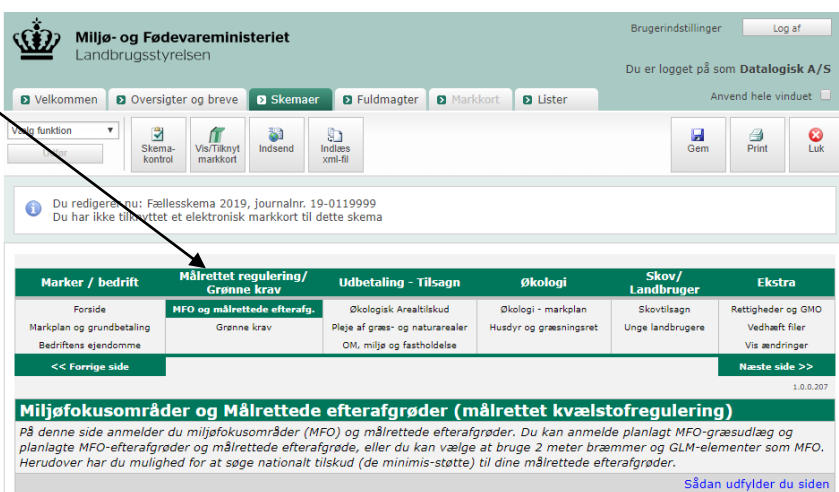 Miljø- og Fødevareministeriet
Landbrugsstyrelsen
Brugerindstillinger
Log af
Du er logget på som Datalogisk A/S
Velkommen
Oversigter og breve
Skemaer
Fuldmagter
Markkort
Lister
Anvend hele vinduet
Vælg funktion
Udfør
Skema-
kontrol
Vis/Tilknyt
markkort
Indsend
Indlæs
xml-fil
Gem
Print
Luk
Du redigerer nu: Fællesskema 2019, journalnr. 19-0119999
Du har ikke tilknyttet et elektronisk markkort til dette skema
Marker / bedrift
Målrettet regulering/
Grønne krav
Udbetaling - Tilsagn
Økologi
Skov/
Landbruger
Ekstra
Forside
MFO og målrettede efterafg.
Økologisk Arealtilskud
Økologi - markplan
Skovtilsagn
Rettigheder og GMO
Markplan og grundbetaling
Grønne krav
Pleje af græs- og naturarealer
Husdyr og græsningsret
Unge landbrugere
Vedhæft filer
Bedriftens ejendomme
OM, miljø og fastholdelse
Vis ændringer
<< Forrige side
Næste side >>
1.0.0.207
Miljøfokusområder og Målrettede efterafgrøder (målrettet kvælstofregulering)
På denne side anmelder du miljøfokusområder (MFO) og målrettede efterafgrøder. Du kan anmelde planlagt MFO-græsudlæg og
planlagte MFO-efterafgrøder og målrettede efterafgrøde, eller du kan vælge at bruge 2 meter bræmmer og GLM-elementer som MFO.
Herudover har du mulighed for at søge nationalt tilskud (de minimis-støtte) til dine målrettede efterafgrøder.
Sådan udfylder du siden